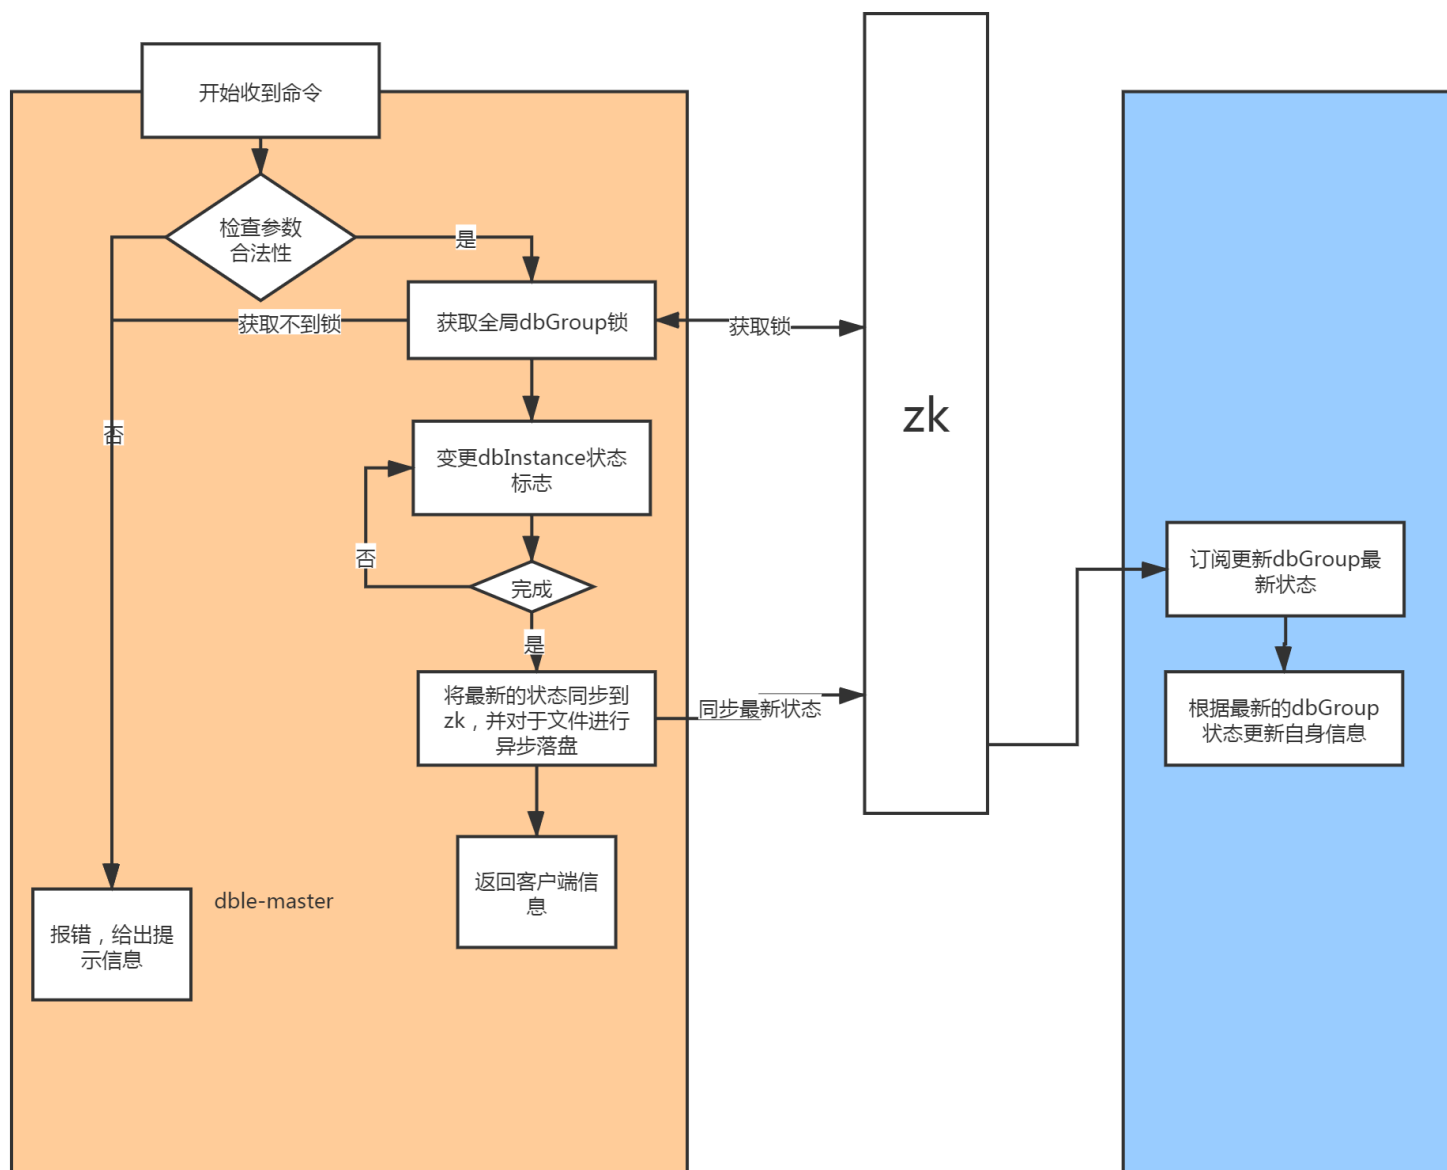 开始收到命令
检查参数
合法性
是
获取全局dbGroup锁
获取不到锁
获取锁
zk
否
变更dbInstance状态
标志
否
完成
是
将最新的状态同步到
zk，并对于文件进行
异步落盘
同步最新状态
订阅更新dbGroup最
新状态
根据最新的dbGroup
状态更新自身信息
返回客户端信
息
dble-master
报错，给出提
示信息